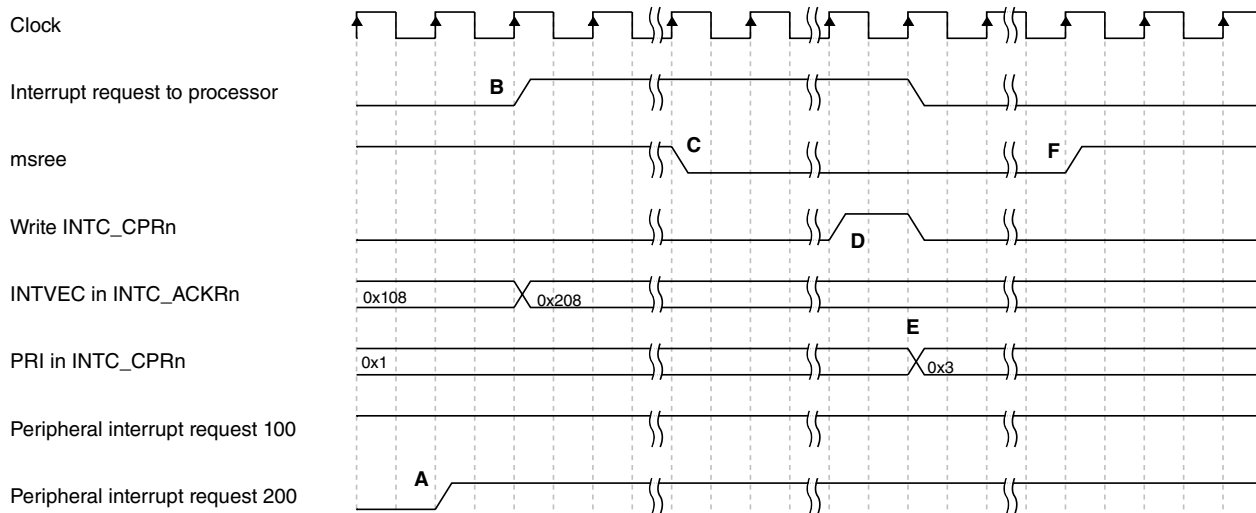 Clock
Interrupt request to processor
B
msree
C
F
Write INTC_CPRn
D
INTVEC in INTC_ACKRn
0x108
0x208
E
PRI in INTC_CPRn
0x1
0x3
Peripheral interrupt request 100
A
Peripheral interrupt request 200